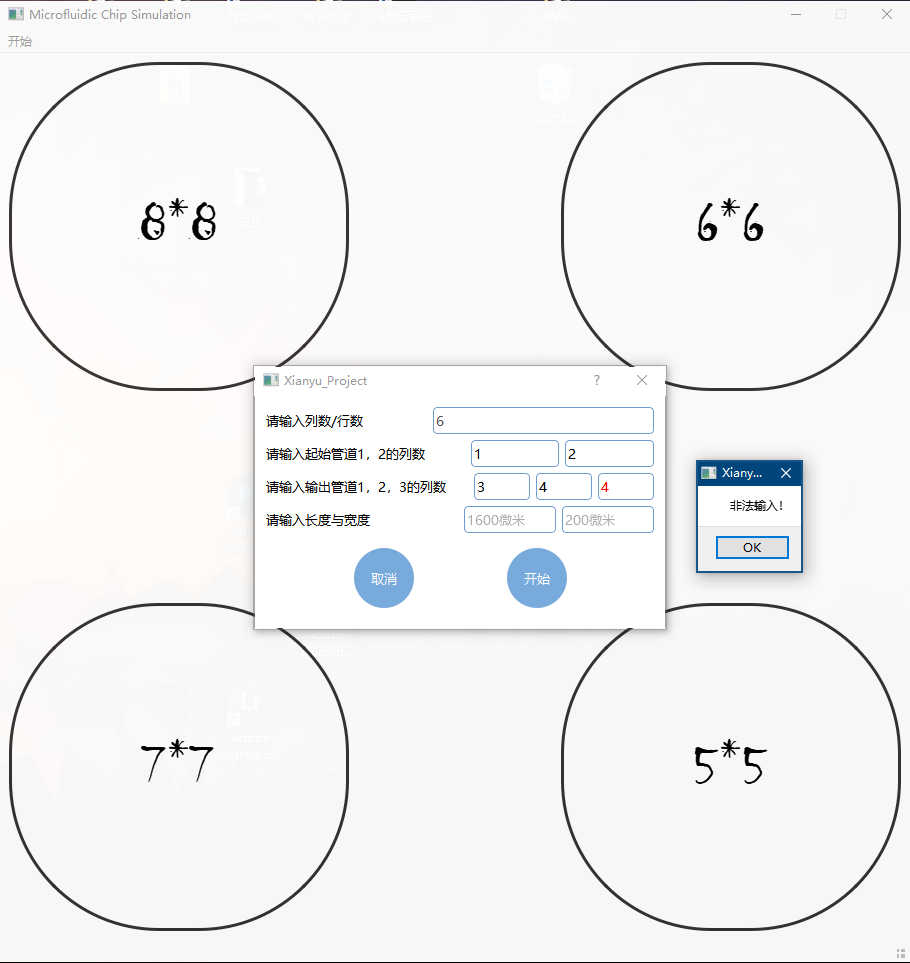 Microfluidic Chip Simulation
开始
8*8
6*6
Xianyu_Project
请输入列数/行数 6
请输入起始管道1，2的列数 1 2
请输入输出管道1，2，3的列数 3 4 4
请输入长度与宽度 1600微米 200微米
取消 开始
Xiany...
非法输入！
OK
Lr
Adobe
Lightroo...
7*7
5*5